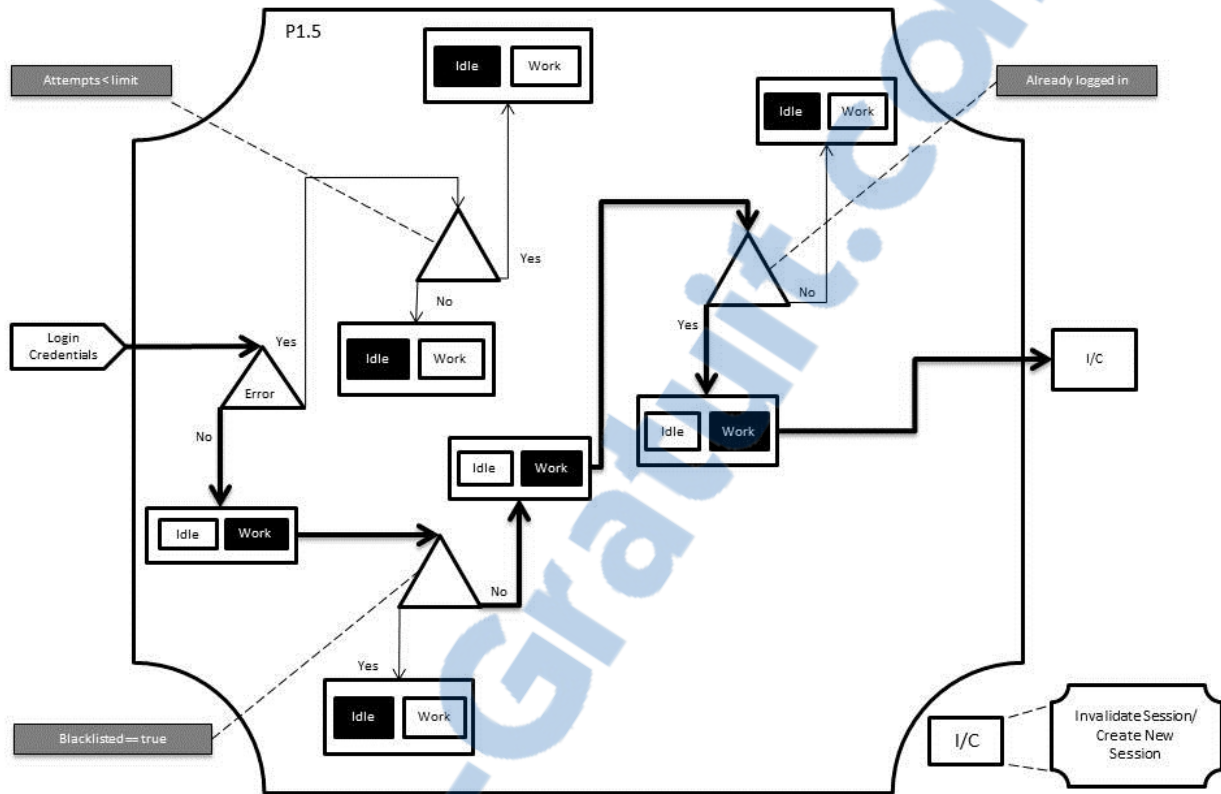 P1.5
Idle Work
Attempts < limit
Already logged in
Idle Work
Yes
No
No
Login
Credentials
Yes
Yes
Idle Work
I/C
Error
Idle Work
No
Idle Work
Idle Work
No
Yes
Idle Work
Blacklisted == true
I/C
Invalidate Session/
Create New
Session
-Gratuit.co